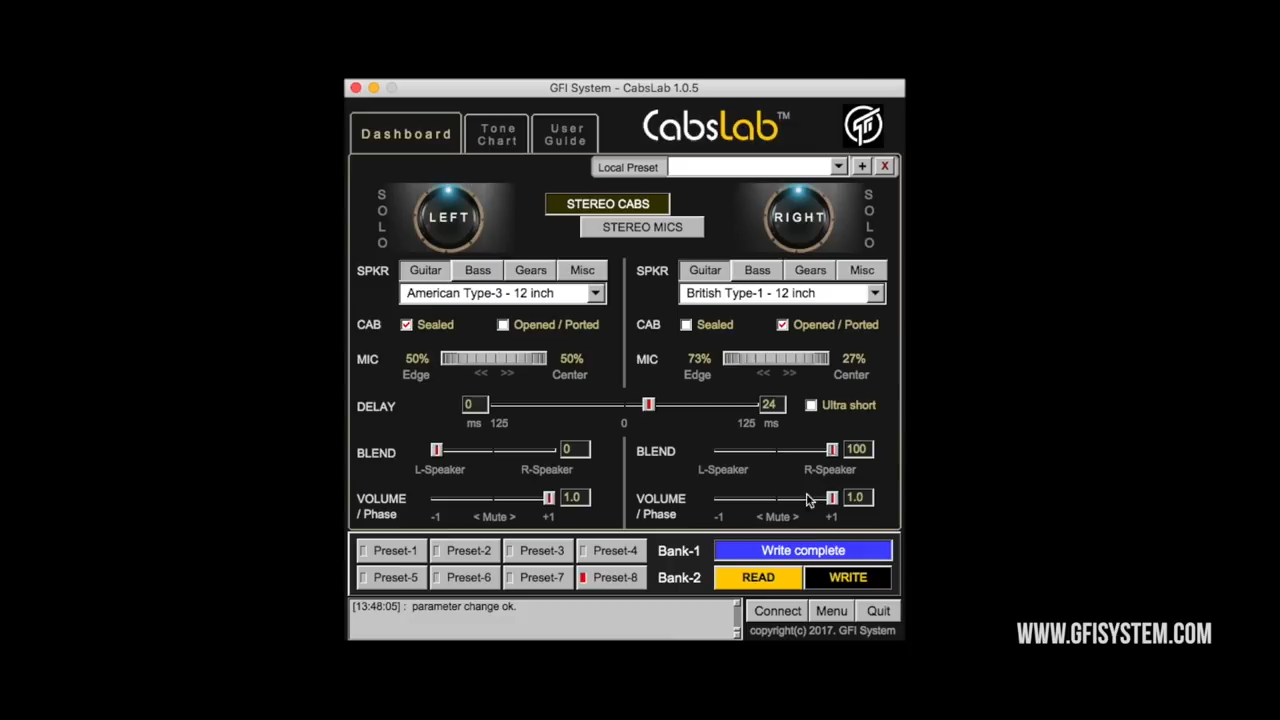 GFI System - CabsLab 1.0.5
Dashboard
Tone Chart
User Guide
CabsLab™
GFI
Local Preset
+
X
SOLO
LEFT
STEREO CABS
STEREO MICS
RIGHT
SOLO
SPKR Guitar Bass Gears Misc
American Type-3 - 12 inch
SPKR Guitar Bass Gears Misc
British Type-1 - 12 inch
CAB Sealed Opened / Ported
CAB Sealed Opened / Ported
MIC 50% 50%
Edge << >> Center
MIC 73% 27%
Edge << >> Center
DELAY 0 24 Ultra short
ms 125 0 125 ms
BLEND 0
L-Speaker R-Speaker
BLEND 100
L-Speaker R-Speaker
VOLUME 1.0
/ Phase -1 < Mute > +1
VOLUME 1.0
/ Phase -1 < Mute > +1
Preset-1 Preset-2 Preset-3 Preset-4 Bank-1 Write complete
Preset-5 Preset-6 Preset-7 Preset-8 Bank-2 READ WRITE
[13:48:05] : parameter change ok.
Connect Menu Quit
copyright(c) 2017. GFI System
WWW.GFISYSTEM.COM